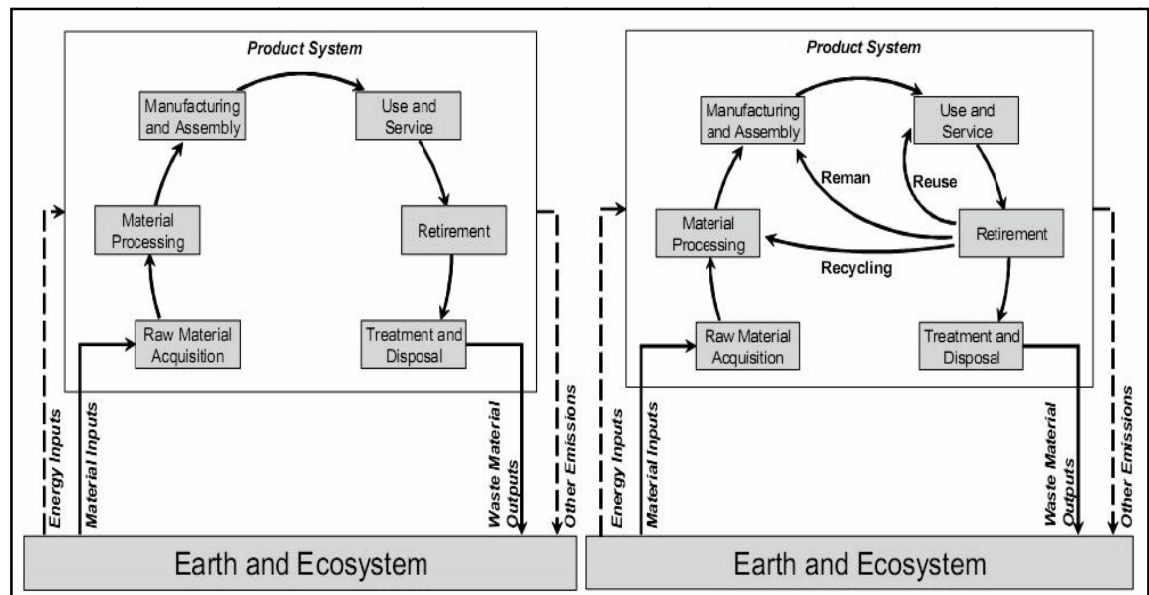 Product System
Manufacturing
and Assembly
Use and
Service
Material
Processing
Retirement
Raw Material
Acquisition
Treatment and
Disposal
Energy Inputs
Material Inputs
Waste Material
Outputs
Other Emissions
Earth and Ecosystem
Product System
Manufacturing
and Assembly
Use and
Service
Reman
Reuse
Material
Processing
Retirement
Recycling
Raw Material
Acquisition
Treatment and
Disposal
Energy Inputs
Material Inputs
Waste Material
Outputs
Other Emissions
Earth and Ecosystem